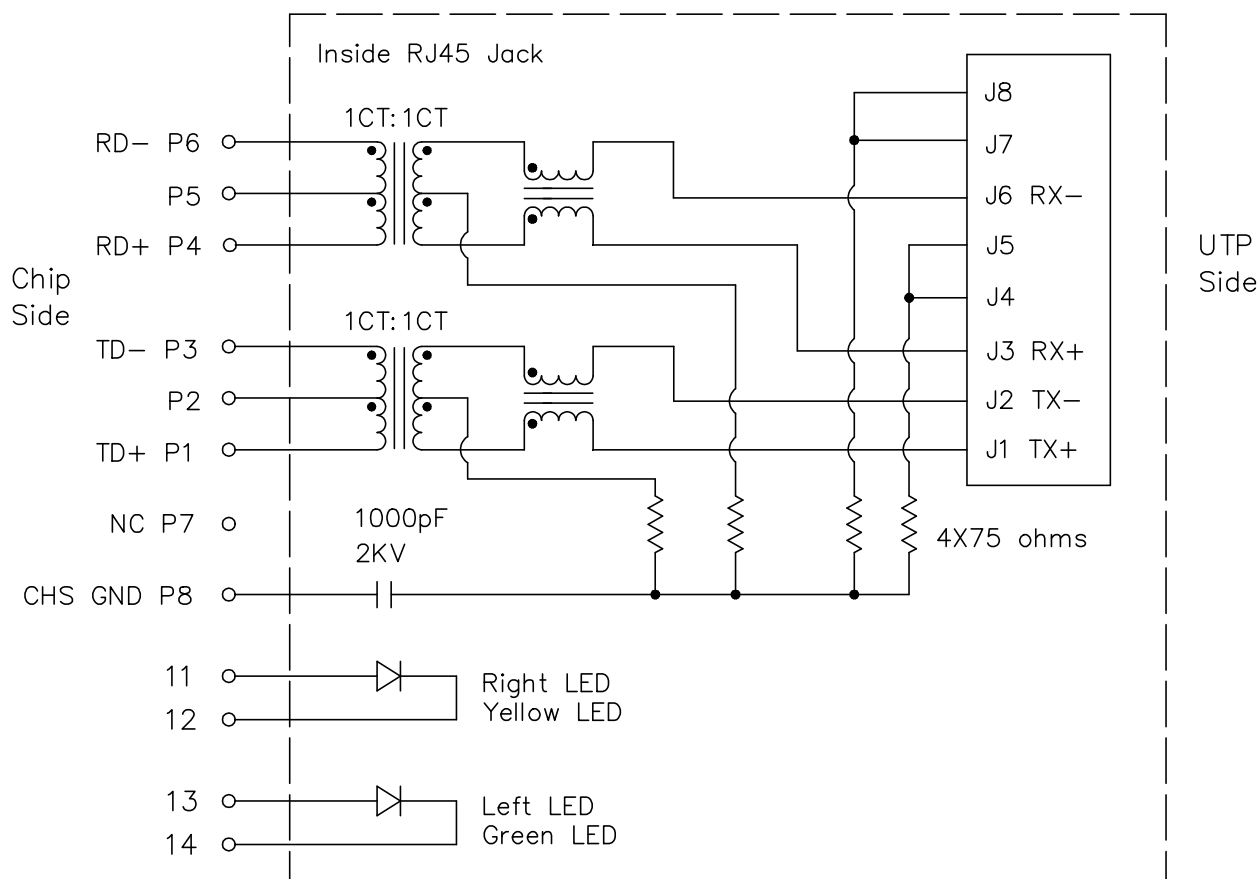 Inside RJ45 Jack
1CT:1CT
RD- P6
P5
RD+ P4
Chip
Side
1CT:1CT
TD- P3
P2
TD+ P1
NC P7
1000pF
2KV
CHS GND P8
4X75 ohms
J8
J7
J6 RX-
J5
J4
J3 RX+
J2 TX-
J1 TX+
UTP
Side
11
12
Right LED
Yellow LED
13
14
Left LED
Green LED